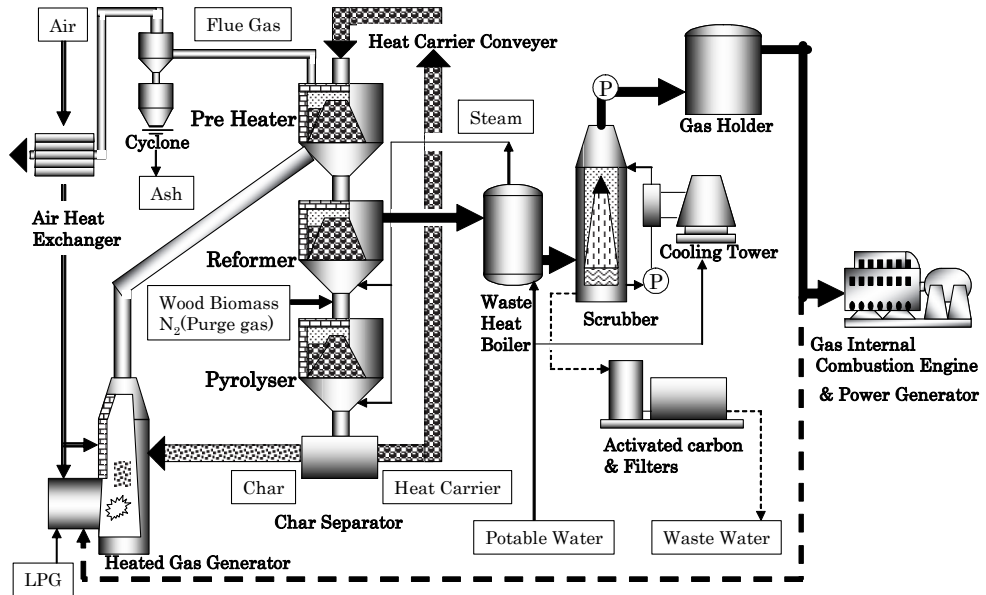 Air
Flue Gas
Heat Carrier Conveyer
P
Pre Heater
Steam
Gas Holder
Cyclone
Ash
Air Heat
Exchanger
Reformer
Cooling Tower
P
Wood Biomass
N2(Purge gas)
Waste
Heat
Boiler
Scrubber
Gas Internal
Combustion Engine
& Power Generator
Pyrolyser
Activated carbon
& Filters
Char
Heat Carrier
Char Separator
Potable Water
Waste Water
Heated Gas Generator
LPG